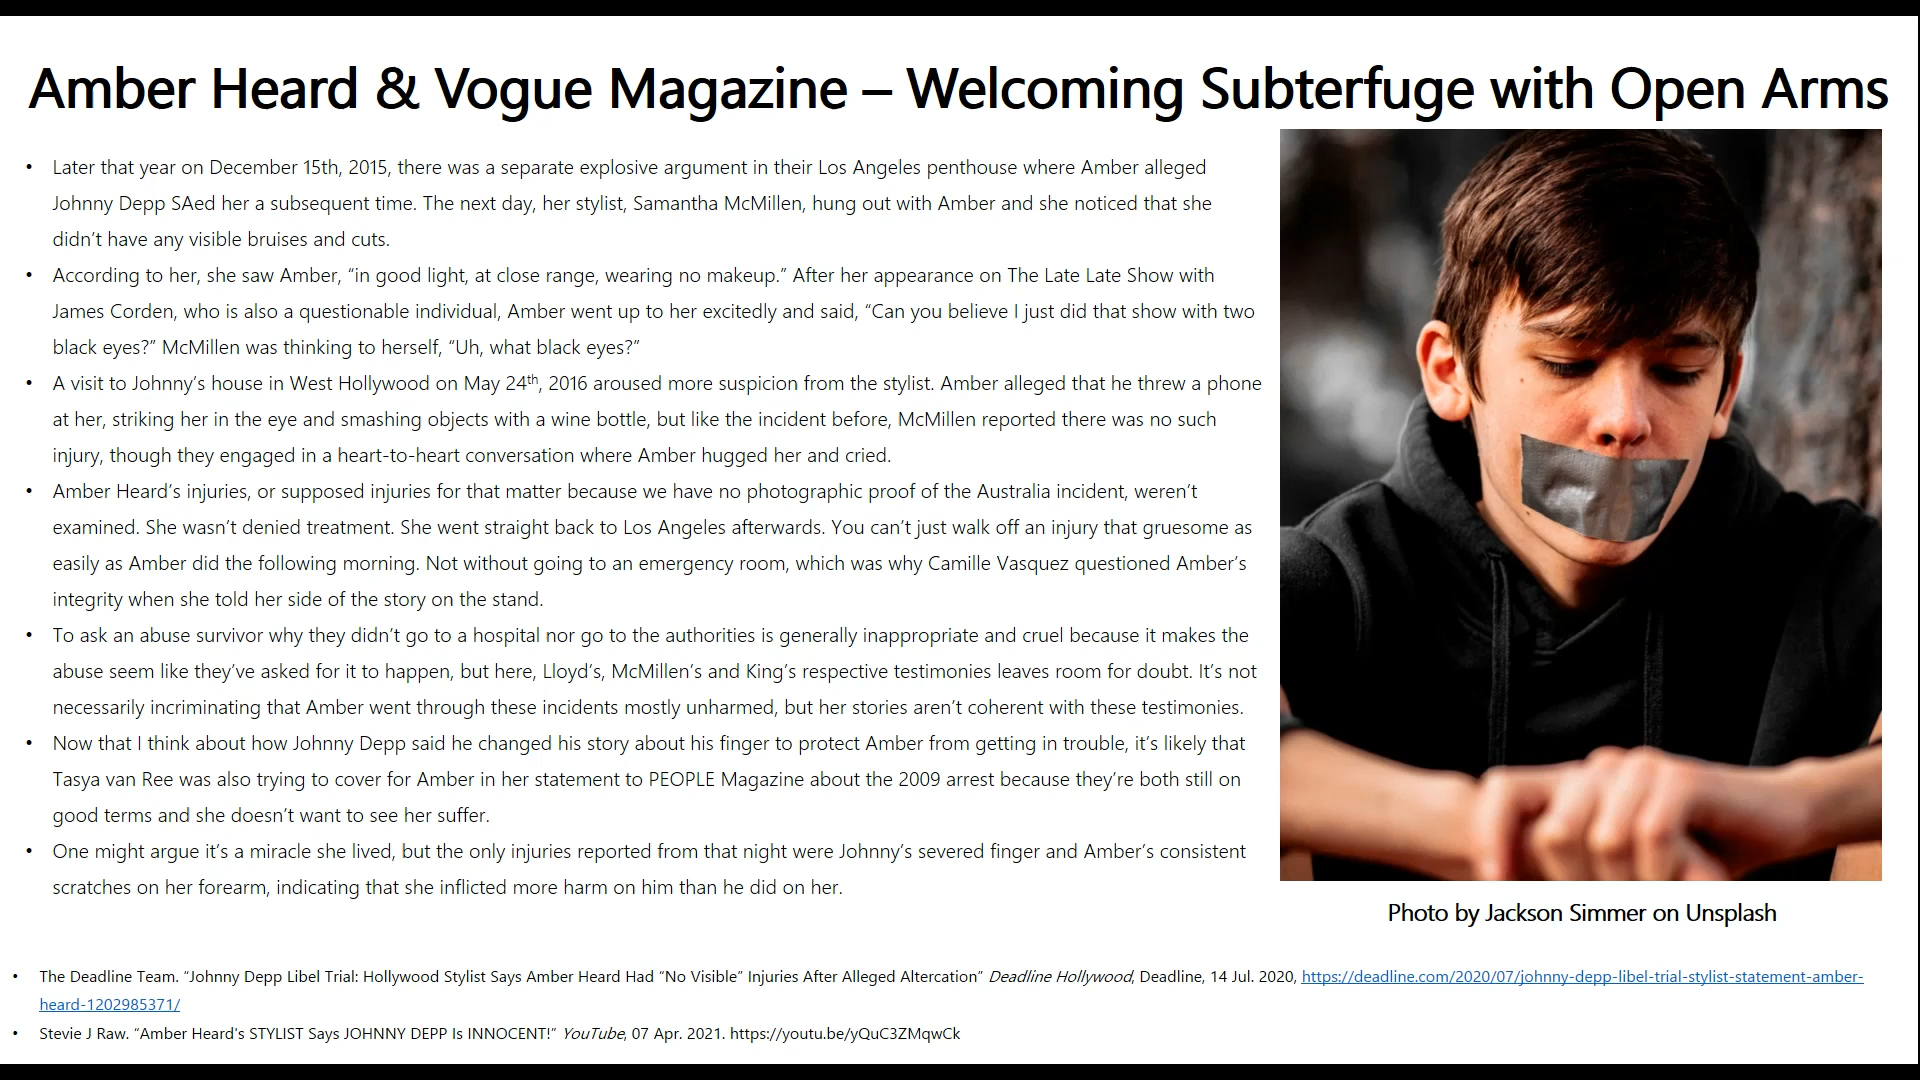 Amber Heard & Vogue Magazine – Welcoming Subterfuge with Open Arms
• Later that year on December 15th, 2015, there was a separate explosive argument in their Los Angeles penthouse where Amber alleged
Johnny Depp SAed her a subsequent time. The next day, her stylist, Samantha McMillen, hung out with Amber and she noticed that she
didn’t have any visible bruises and cuts.
• According to her, she saw Amber, “in good light, at close range, wearing no makeup.” After her appearance on The Late Late Show with
James Corden, who is also a questionable individual, Amber went up to her excitedly and said, “Can you believe I just did that show with two
black eyes?” McMillen was thinking to herself, “Uh, what black eyes?”
• A visit to Johnny’s house in West Hollywood on May 24th, 2016 aroused more suspicion from the stylist. Amber alleged that he threw a phone
at her, striking her in the eye and smashing objects with a wine bottle, but like the incident before, McMillen reported there was no such
injury, though they engaged in a heart-to-heart conversation where Amber hugged her and cried.
• Amber Heard’s injuries, or supposed injuries for that matter because we have no photographic proof of the Australia incident, weren’t
examined. She wasn’t denied treatment. She went straight back to Los Angeles afterwards. You can’t just walk off an injury that gruesome as
easily as Amber did the following morning. Not without going to an emergency room, which was why Camille Vasquez questioned Amber’s
integrity when she told her side of the story on the stand.
• To ask an abuse survivor why they didn’t go to a hospital nor go to the authorities is generally inappropriate and cruel because it makes the
abuse seem like they’ve asked for it to happen, but here, Lloyd’s, McMillen’s and King’s respective testimonies leaves room for doubt. It’s not
necessarily incriminating that Amber went through these incidents mostly unharmed, but her stories aren’t coherent with these testimonies.
• Now that I think about how Johnny Depp said he changed his story about his finger to protect Amber from getting in trouble, it’s likely that
Tasya van Ree was also trying to cover for Amber in her statement to PEOPLE Magazine about the 2009 arrest because they’re both still on
good terms and she doesn’t want to see her suffer.
• One might argue it’s a miracle she lived, but the only injuries reported from that night were Johnny’s severed finger and Amber’s consistent
scratches on her forearm, indicating that she inflicted more harm on him than he did on her.
Photo by Jackson Simmer on Unsplash
• The Deadline Team. “Johnny Depp Libel Trial: Hollywood Stylist Says Amber Heard Had “No Visible” Injuries After Alleged Altercation” Deadline Hollywood, Deadline, 14 Jul. 2020, https://deadline.com/2020/07/johnny-depp-libel-trial-stylist-statement-amber-
heard-1202985371/
• Stevie J Raw. “Amber Heard's STYLIST Says JOHNNY DEPP Is INNOCENT!” YouTube, 07 Apr. 2021. https://youtu.be/yQuC3ZMqwCk